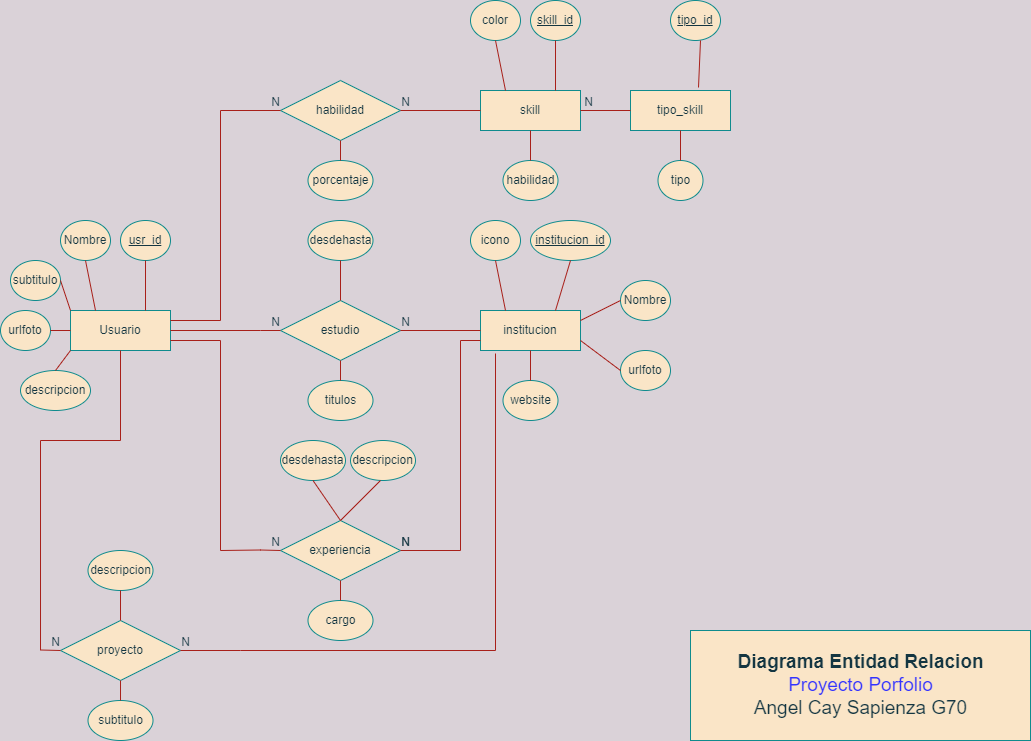 color
skill_id
tipo_id
N
habilidad
N
skill
N
tipo_skill
porcentaje
habilidad
tipo
Nombre
usr_id
desdehasta
icono
institucion_id
subtitulo
Nombre
urlfoto
Usuario
N
estudio
N
institucion
urlfoto
descripcion
titulos
website
desdehasta
descripcion
N
experiencia
N
descripcion
cargo
N
proyecto
N
subtitulo
Diagrama Entidad Relacion
Proyecto Porfolio
Angel Cay Sapienza G70